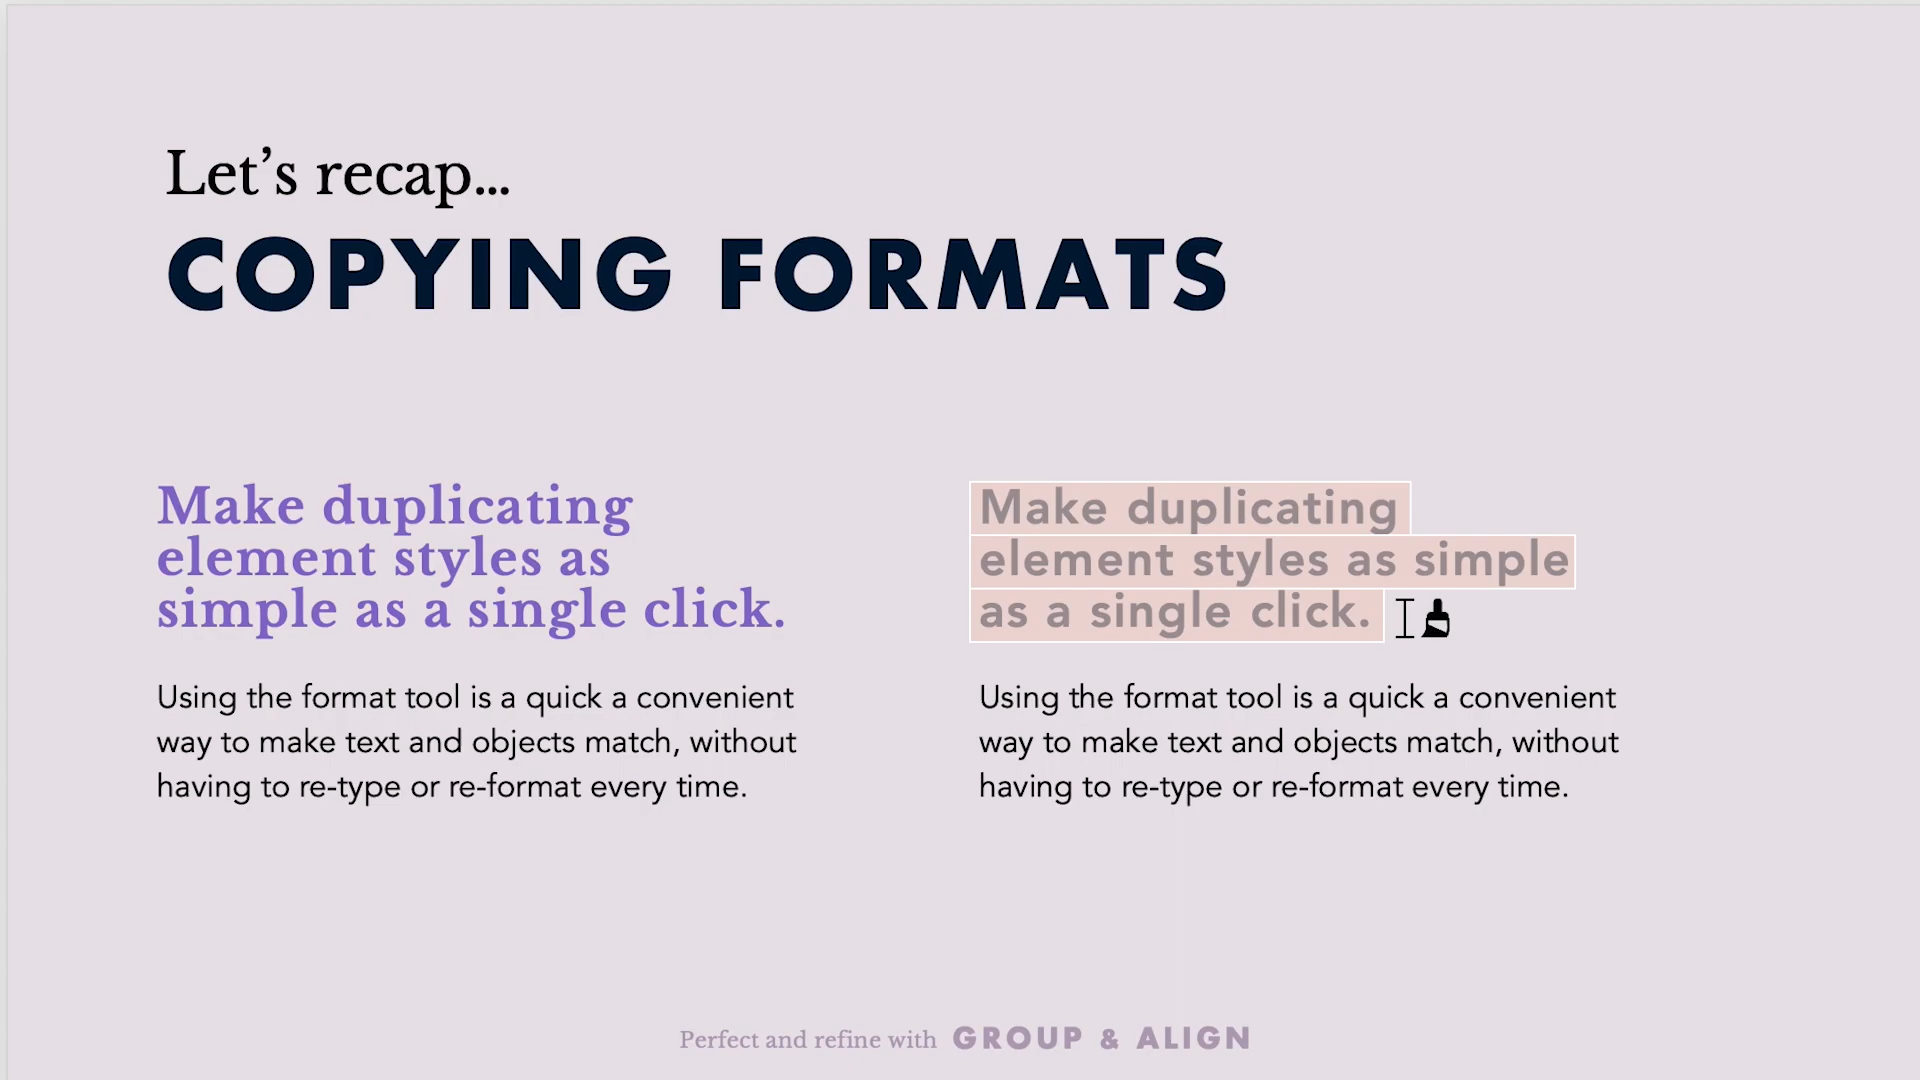 Let’s recap…
COPYING FORMATS
Make duplicating
element styles as
simple as a single click.
Using the format tool is a quick a convenient
way to make text and objects match, without
having to re-type or re-format every time.
Make duplicating
element styles as simple
as a single click.
Using the format tool is a quick a convenient
way to make text and objects match, without
having to re-type or re-format every time.
Perfect and refine with GROUP & ALIGN